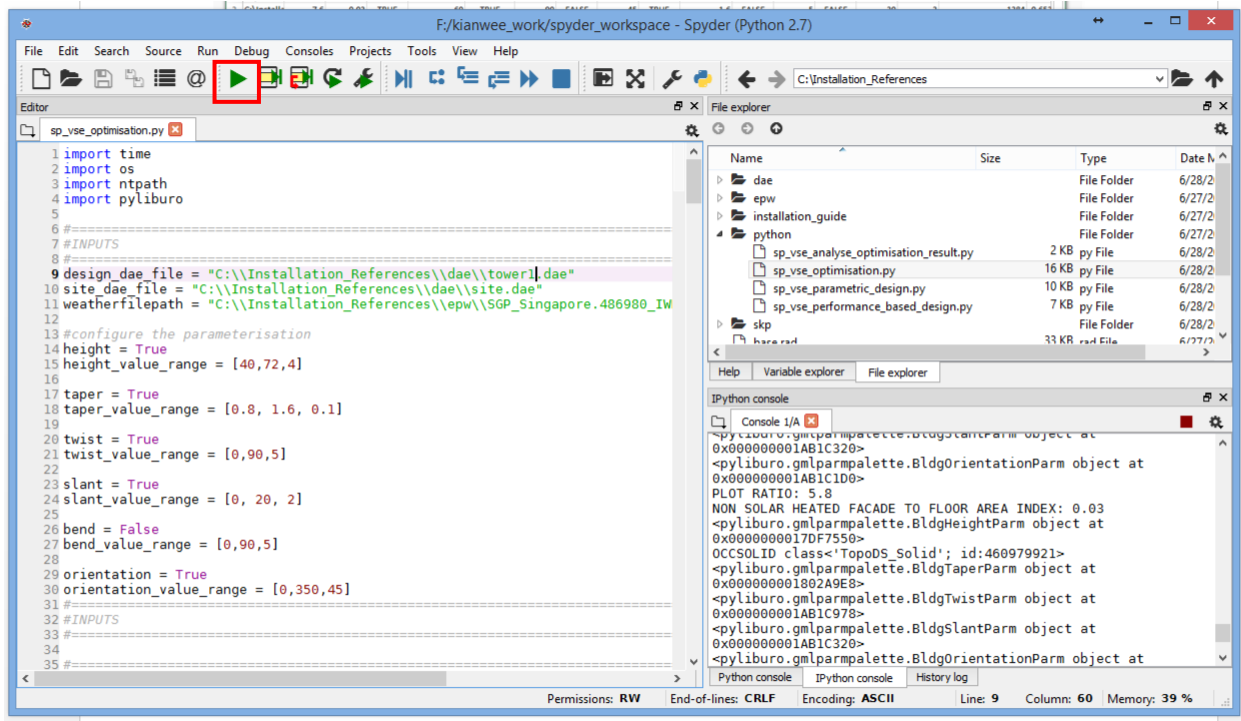 F:/kianwee_work/spyder_workspace - Spyder (Python 2.7)
File Edit Search Source Run Debug Consoles Projects Tools View Help
C:\Installation_References
Editor
sp_vse_optimisation.py
1 import time
2 import os
3 import ntpath
4 import pyliburo
5
6 #==========================================================================
7 #INPUTS
8 #==========================================================================
9 design_dae_file = "C:\\Installation_References\\dae\\tower1.dae"
10 site_dae_file = "C:\\Installation_References\\dae\\site.dae"
11 weatherfilepath = "C:\\Installation_References\\epw\\SGP_Singapore.486980_IW
12
13 #configure the parameterisation
14 height = True
15 height_value_range = [40,72,4]
16
17 taper = True
18 taper_value_range = [0.8, 1.6, 0.1]
19
20 twist = True
21 twist_value_range = [0,90,5]
22
23 slant = True
24 slant_value_range = [0, 20, 2]
25
26 bend = False
27 bend_value_range = [0,90,5]
28
29 orientation = True
30 orientation_value_range = [0,350,45]
31 #==========================================================================
32 #INPUTS
33 #==========================================================================
34
35 #==========================================================================
File explorer
Name Size Type Date M
dae File Folder 6/28/2
epw File Folder 6/27/2
installation_guide File Folder 6/27/2
python File Folder 6/27/2
sp_vse_analyse_optimisation_result.py 2 KB py File 6/28/2
sp_vse_optimisation.py 16 KB py File 6/28/2
sp_vse_parametric_design.py 10 KB py File 6/28/2
sp_vse_performance_based_design.py 7 KB py File 6/28/2
skp File Folder 6/28/2
base.rad 33 KB rad File 6/27/2
Help Variable explorer File explorer
IPython console
Console 1/A
<pyliburo.gmlparmpalette.BldgSlantParm object at
0x000000001AB1C320>
<pyliburo.gmlparmpalette.BldgOrientationParm object at
0x000000001AB1C1D0>
PLOT RATIO: 5.8
NON SOLAR HEATED FACADE TO FLOOR AREA INDEX: 0.03
<pyliburo.gmlparmpalette.BldgHeightParm object at
0x0000000017DF7550>
OCCSOLID class<'TopoDS_Solid'; id:460979921>
<pyliburo.gmlparmpalette.BldgTaperParm object at
0x000000001802A9E8>
<pyliburo.gmlparmpalette.BldgTwistParm object at
0x000000001AB1C978>
<pyliburo.gmlparmpalette.BldgSlantParm object at
0x000000001AB1C320>
<pyliburo.gmlparmpalette.BldgOrientationParm object at
Python console IPython console History log
Permissions: RW End-of-lines: CRLF Encoding: ASCII Line: 9 Column: 60 Memory: 39 %